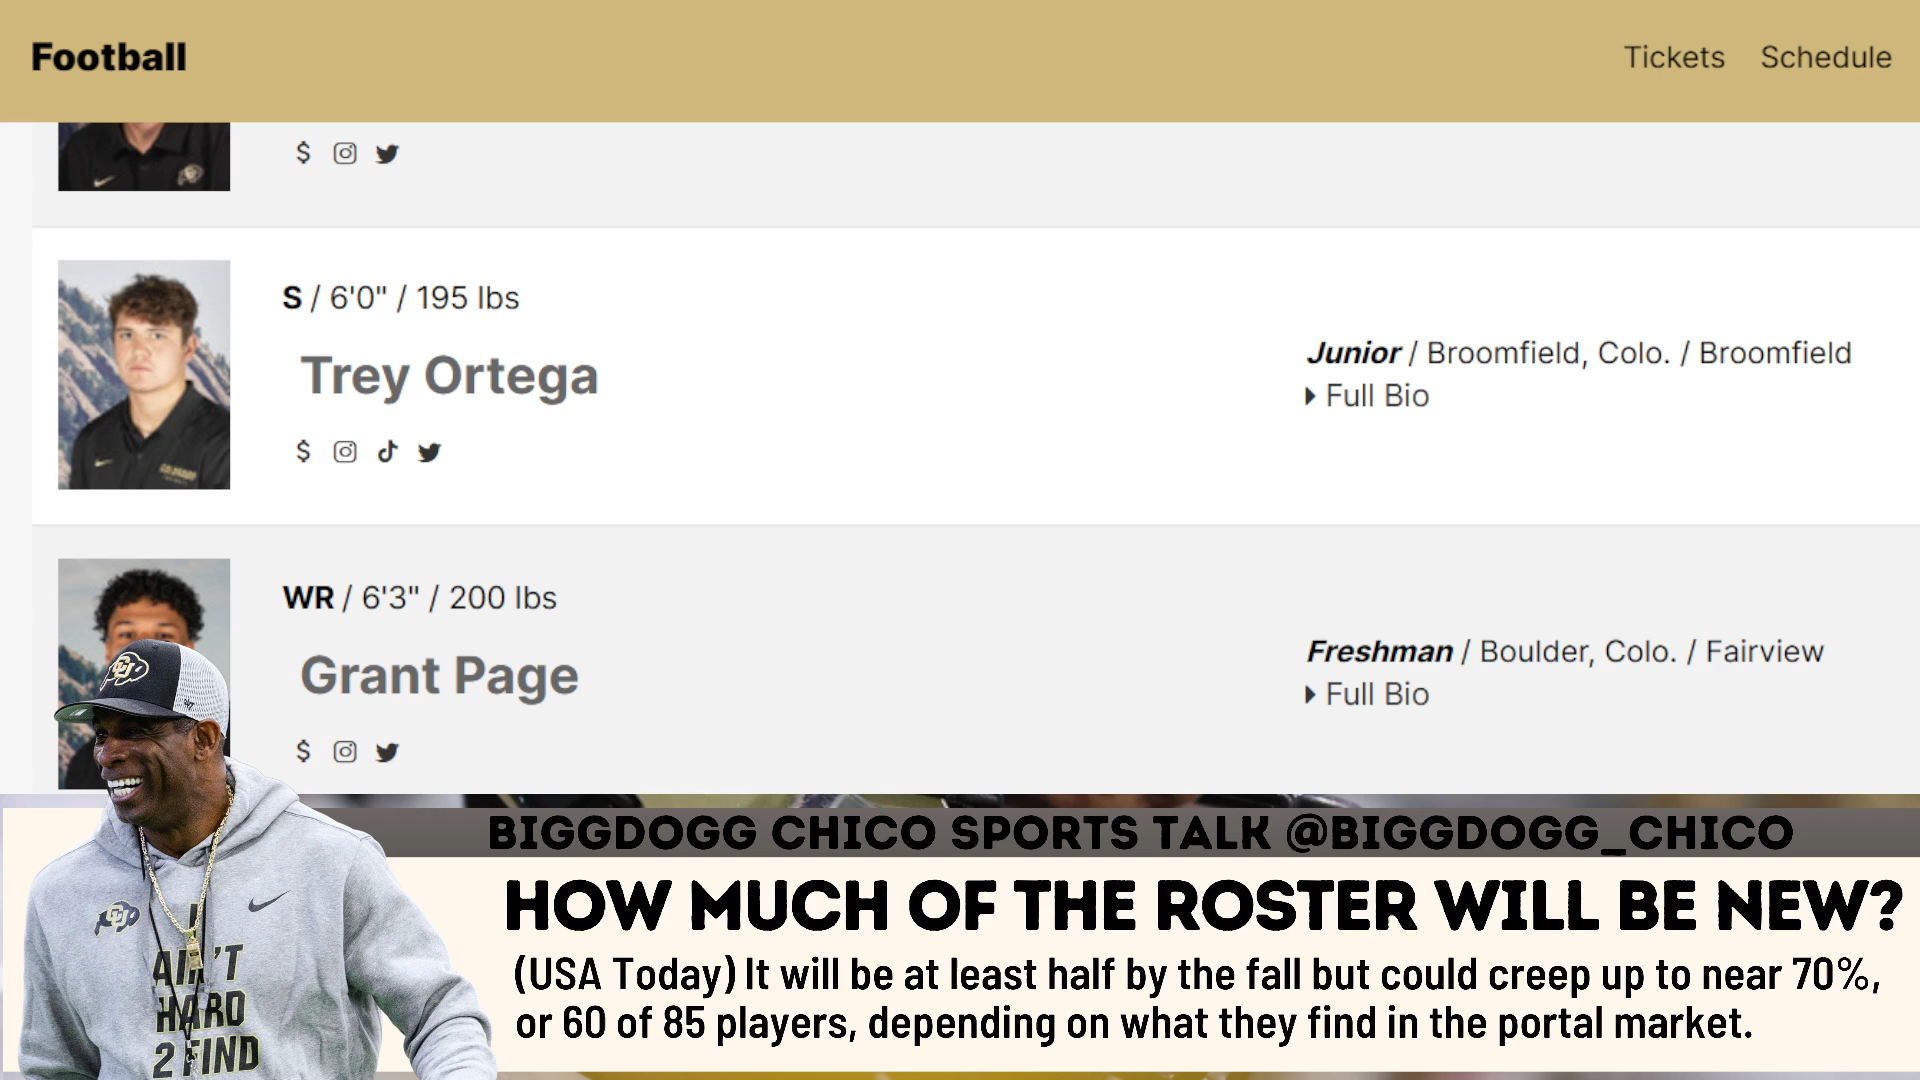 Football
Tickets Schedule
S / 6'0" / 195 lbs
Trey Ortega
Junior / Broomfield, Colo. / Broomfield
Full Bio
WR / 6'3" / 200 lbs
Grant Page
Freshman / Boulder, Colo. / Fairview
Full Bio
CU
BIGGDOGG CHICO SPORTS TALK @BIGGDOGG_CHICO
HOW MUCH OF THE ROSTER WILL BE NEW?
(USA Today) It will be at least half by the fall but could creep up to near 70%,
or 60 of 85 players, depending on what they find in the portal market.
CU
I
AIN'T
HARD
2 FIND